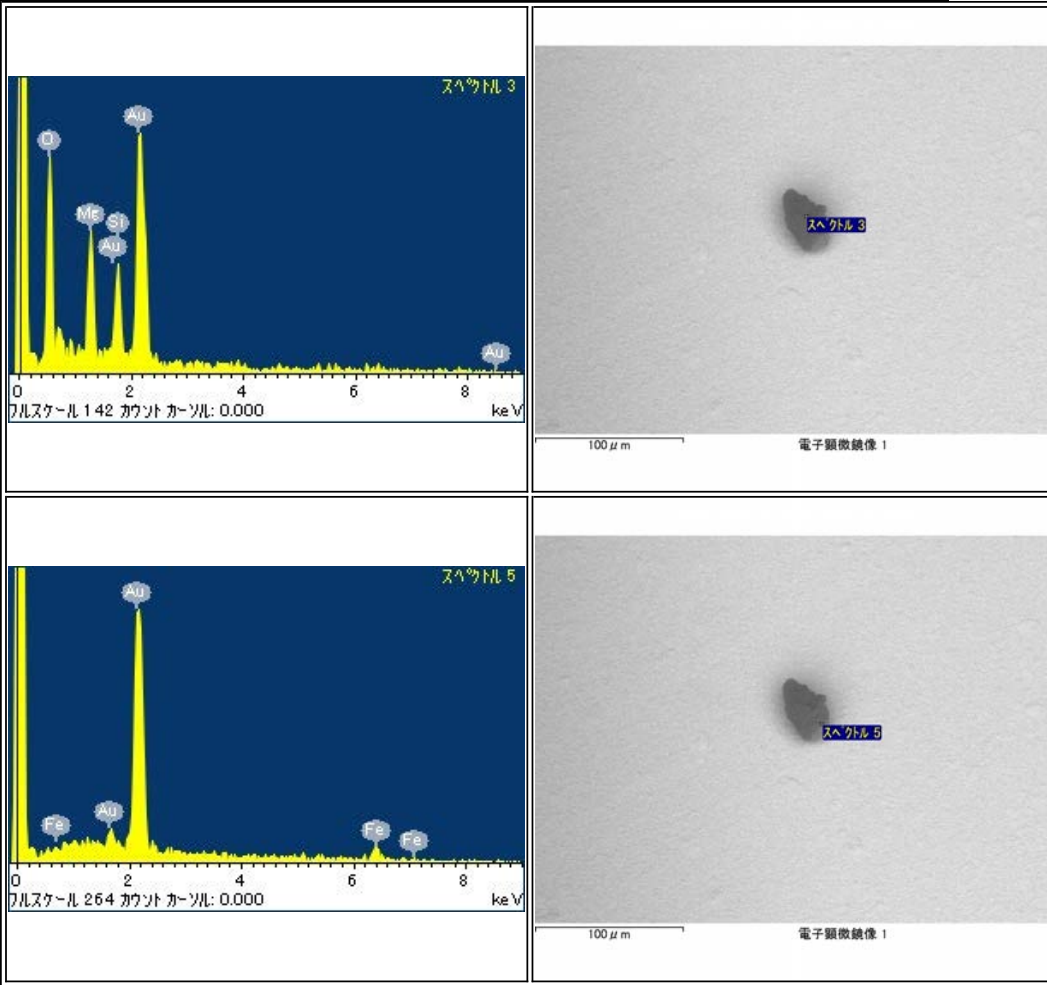 スペクトル 3
Au
O
Mg
Si
Au
Au
0 2 4 6 8
フルスケール 142 カウント カーソル: 0.000 keV
スペクトル 3
100μm 電子顕微鏡像 1
スペクトル 5
Au
Fe
Au
Fe
Fe
0 2 4 6 8
フルスケール 264 カウント カーソル: 0.000 keV
スペクトル 5
100μm 電子顕微鏡像 1